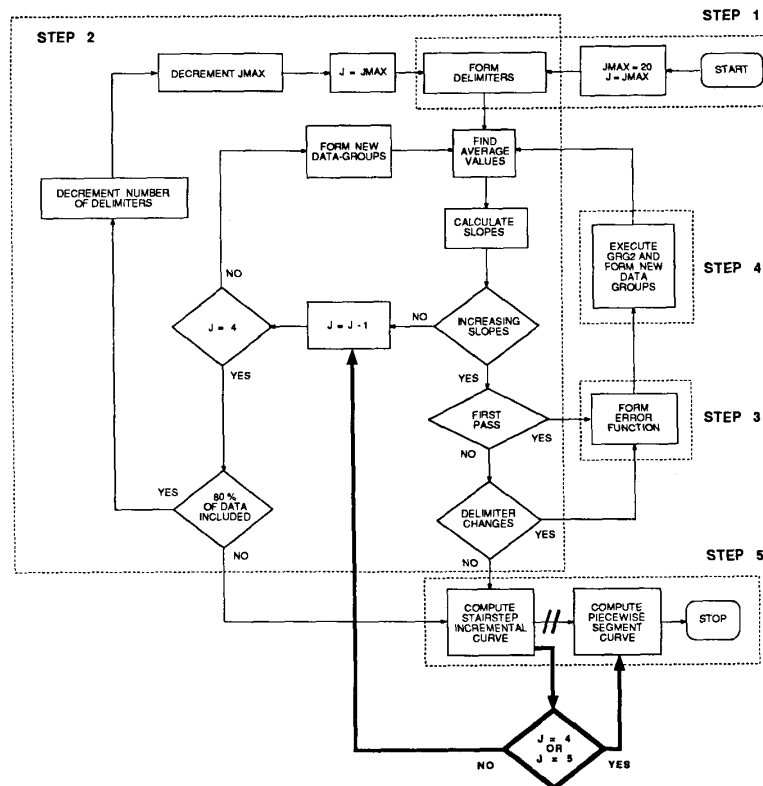 STEP 1
STEP 2
DECREMENT JMAX
J = JMAX
FORM
DELIMITERS
JMAX = 20
J = JMAX
START
FORM NEW
DATA-GROUPS
FIND
AVERAGE
VALUES
DECREMENT NUMBER
OF DELIMITERS
CALCULATE
SLOPES
EXECUTE
GRG2 AND
FORM NEW
DATA
GROUPS
STEP 4
NO
J = 4
J = J - 1
NO
INCREASING
SLOPES
YES
YES
FIRST
PASS
YES
FORM
ERROR
FUNCTION
STEP 3
NO
YES
80 %
OF DATA
INCLUDED
DELIMITER
CHANGES
YES
NO
NO
STEP 5
COMPUTE
STAIRSTEP
INCREMENTAL
CURVE
COMPUTE
PIECEWISE
SEGMENT
CURVE
STOP
J = 4
OR
J = 5
NO
YES